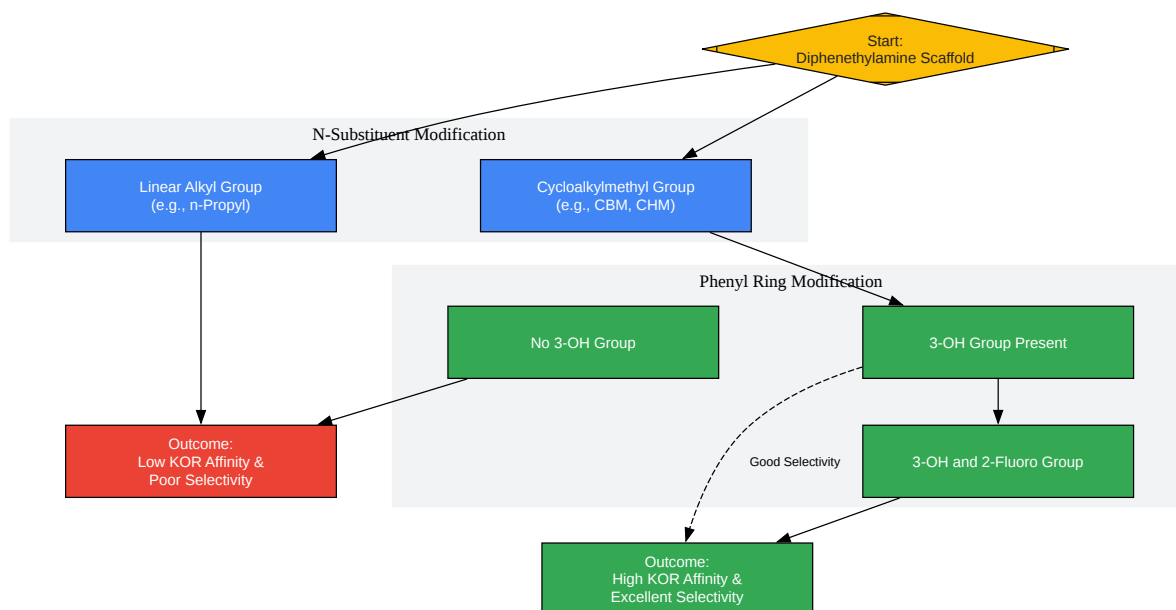 Start:
Diphenethylamine Scaffold
N-Substituent Modification
Linear Alkyl Group
(e.g., n-Propyl)
Cycloalkylmethyl Group
(e.g., CBM, CHM)
Phenyl Ring Modification
No 3-OH Group
3-OH Group Present
Outcome:
Low KOR Affinity &
Poor Selectivity
Good Selectivity
3-OH and 2-Fluoro Group
Outcome:
High KOR Affinity &
Excellent Selectivity